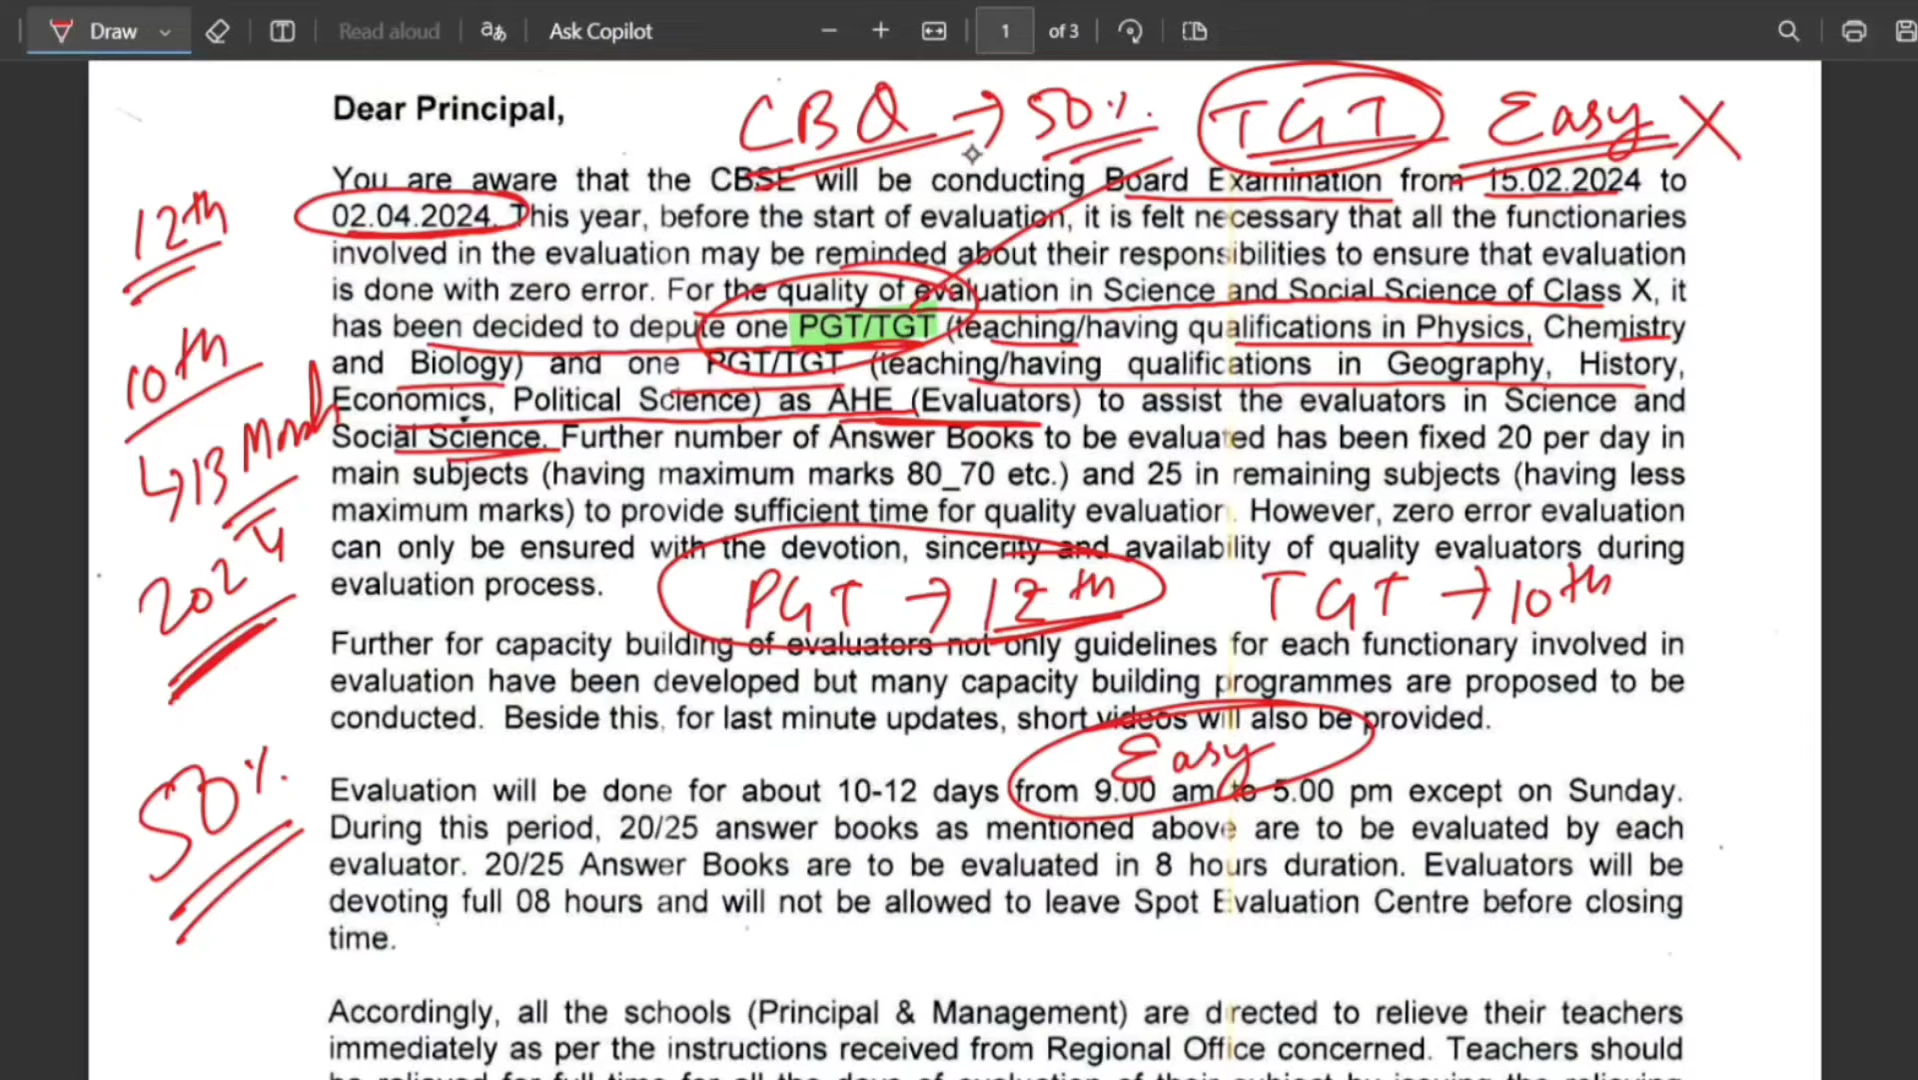 Draw
Read aloud
aあ
Ask Copilot
1
of 3
Dear Principal,
CBQ → 50%
TGT
Easy X
You are aware that the CBSE will be conducting Board Examination from 15.02.2024 to
02.04.2024. This year, before the start of evaluation, it is felt necessary that all the functionaries
involved in the evaluation may be reminded about their responsibilities to ensure that evaluation
is done with zero error. For the quality of evaluation in Science and Social Science of Class X, it
has been decided to depute one PGT/TGT (teaching/having qualifications in Physics, Chemistry
and Biology) and one PGT/TGT (teaching/having qualifications in Geography, History,
Economics, Political Science) as AHE (Evaluators) to assist the evaluators in Science and
Social Science. Further number of Answer Books to be evaluated has been fixed 20 per day in
main subjects (having maximum marks 80_70 etc.) and 25 in remaining subjects (having less
maximum marks) to provide sufficient time for quality evaluation. However, zero error evaluation
can only be ensured with the devotion, sincerity and availability of quality evaluators during
evaluation process.
12th
10th
↳ 13 March
2024
50%
PGT → 12th
TGT → 10th
Further for capacity building of evaluators not only guidelines for each functionary involved in
evaluation have been developed but many capacity building programmes are proposed to be
conducted. Beside this, for last minute updates, short videos will also be provided.
Easy
Evaluation will be done for about 10-12 days from 9.00 am to 5.00 pm except on Sunday.
During this period, 20/25 answer books as mentioned above are to be evaluated by each
evaluator. 20/25 Answer Books are to be evaluated in 8 hours duration. Evaluators will be
devoting full 08 hours and will not be allowed to leave Spot Evaluation Centre before closing
time.
Accordingly, all the schools (Principal & Management) are directed to relieve their teachers
immediately as per the instructions received from Regional Office concerned. Teachers should